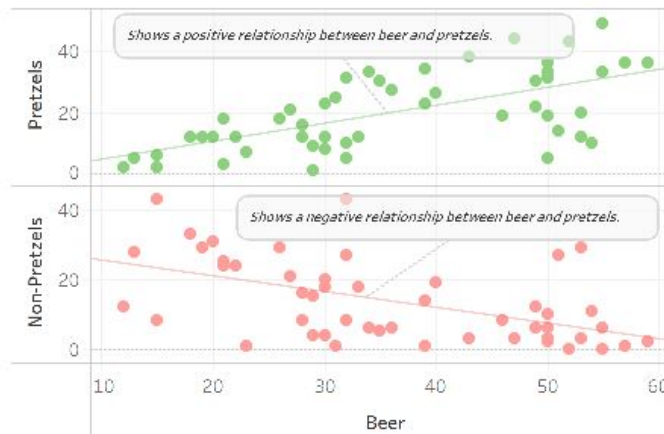 Shows a positive relationship between beer and pretzels.
40
20
0
Pretzels
Shows a negative relationship between beer and pretzels.
40
20
0
Non-Pretzels
10 20 30 40 50 60
Beer